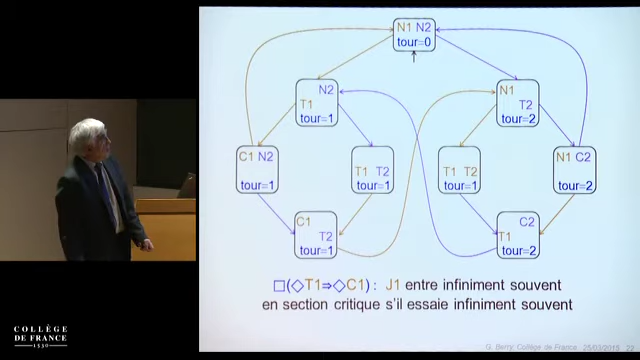 N1 N2
tour=0
N2
T1
tour=1
N1
T2
tour=2
C1 N2
tour=1
T1 T2
tour=1
T1 T2
tour=1
N1 C2
tour=2
C1
T2
tour=1
C2
T1
tour=2
□(◇T1⇒◇C1) : J1 entre infiniment souvent
en section critique s'il essaie infiniment souvent
COLLÈGE
DE FRANCE
1530
G. Berry, Collège de France, 25/03/2015 22